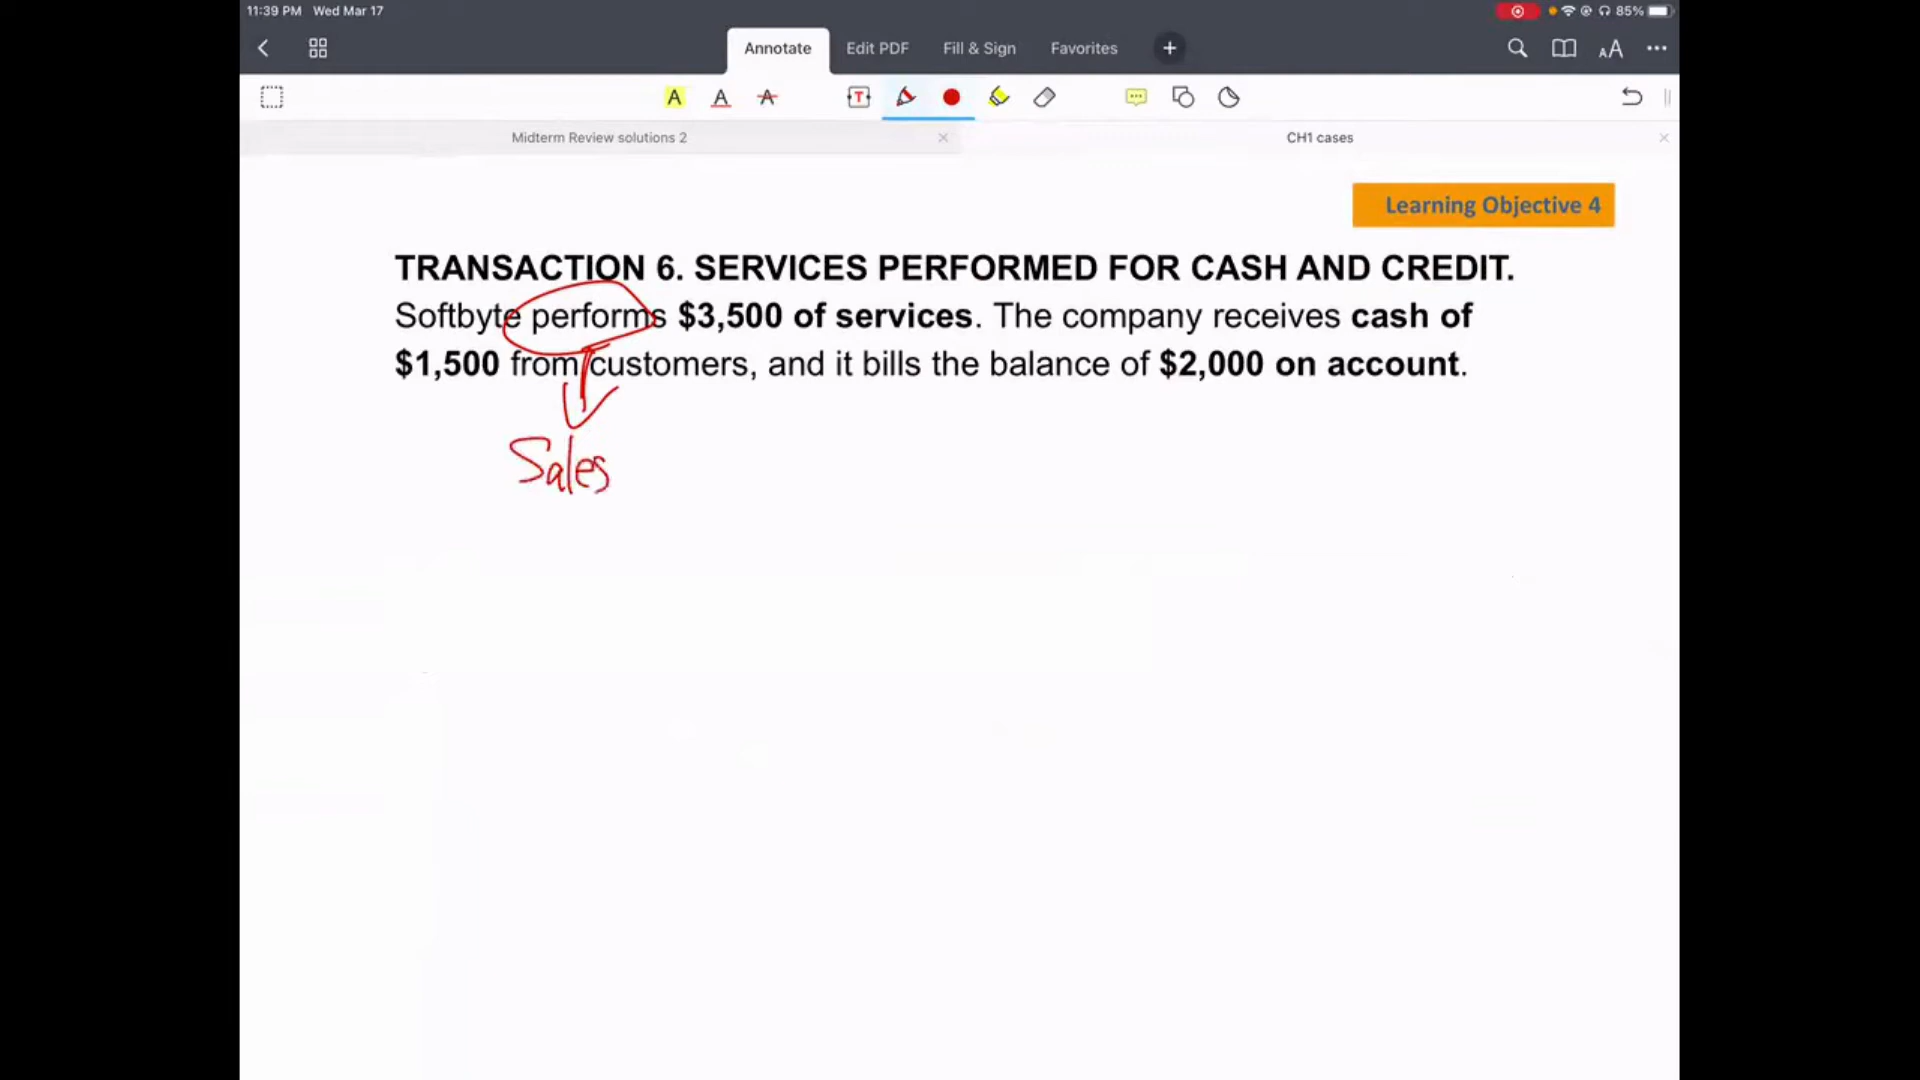 11:39 PM Wed Mar 17
85%
Annotate Edit PDF Fill & Sign Favorites
Midterm Review solutions 2
CH1 cases
Learning Objective 4
TRANSACTION 6. SERVICES PERFORMED FOR CASH AND CREDIT.
Softbyte performs $3,500 of services. The company receives cash of
$1,500 from customers, and it bills the balance of $2,000 on account.
Sales